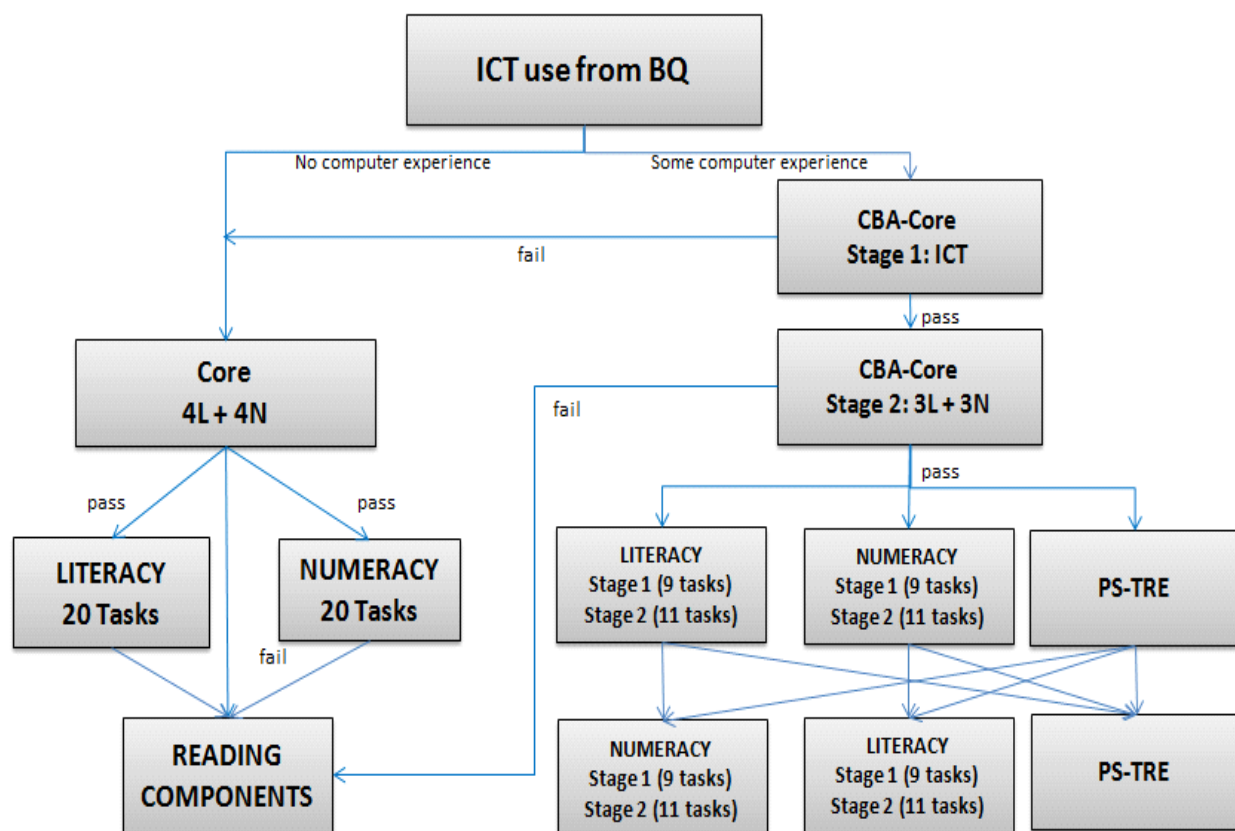 ICT use from BQ
No computer experience
Some computer experience
CBA-Core
Stage 1: ICT
fail
pass
CBA-Core
Stage 2: 3L + 3N
fail
Core
4L + 4N
pass
pass
pass
LITERACY
20 Tasks
NUMERACY
20 Tasks
fail
LITERACY
Stage 1 (9 tasks)
Stage 2 (11 tasks)
NUMERACY
Stage 1 (9 tasks)
Stage 2 (11 tasks)
PS-TRE
READING
COMPONENTS
NUMERACY
Stage 1 (9 tasks)
Stage 2 (11 tasks)
LITERACY
Stage 1 (9 tasks)
Stage 2 (11 tasks)
PS-TRE